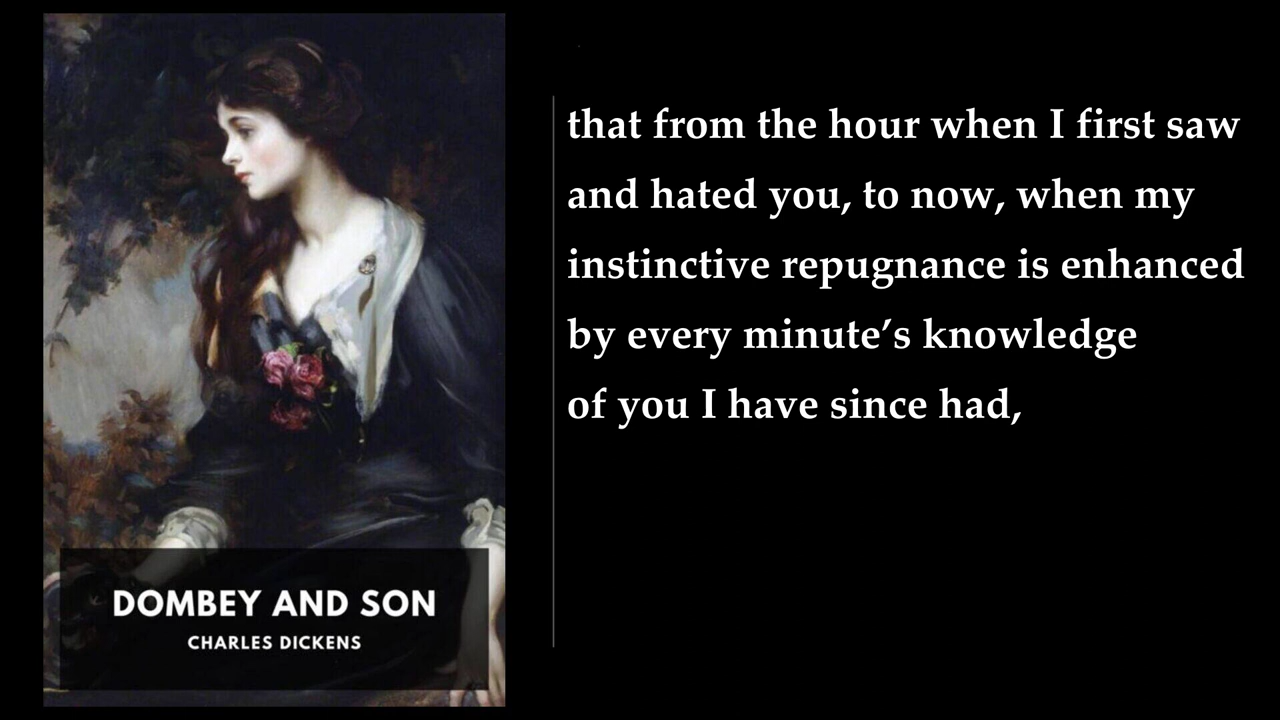 that from the hour when I first saw
and hated you, to now, when my
instinctive repugnance is enhanced
by every minute’s knowledge
of you I have since had,
DOMBEY AND SON
CHARLES DICKENS